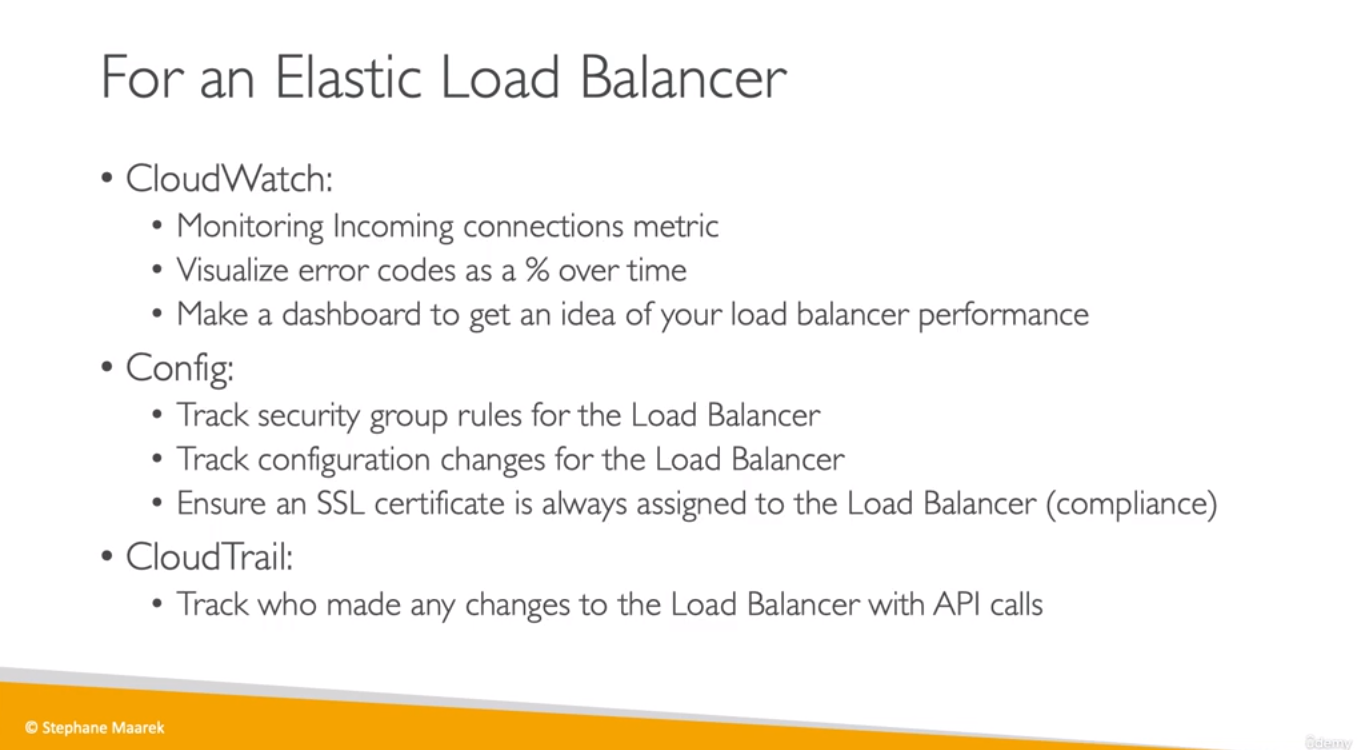 For an Elastic Load Balancer
• CloudWatch:
• Monitoring Incoming connections metric
• Visualize error codes as a % over time
• Make a dashboard to get an idea of your load balancer performance
• Config:
• Track security group rules for the Load Balancer
• Track configuration changes for the Load Balancer
• Ensure an SSL certificate is always assigned to the Load Balancer (compliance)
• CloudTrail:
• Track who made any changes to the Load Balancer with API calls
© Stephane Maarek
ûdemy